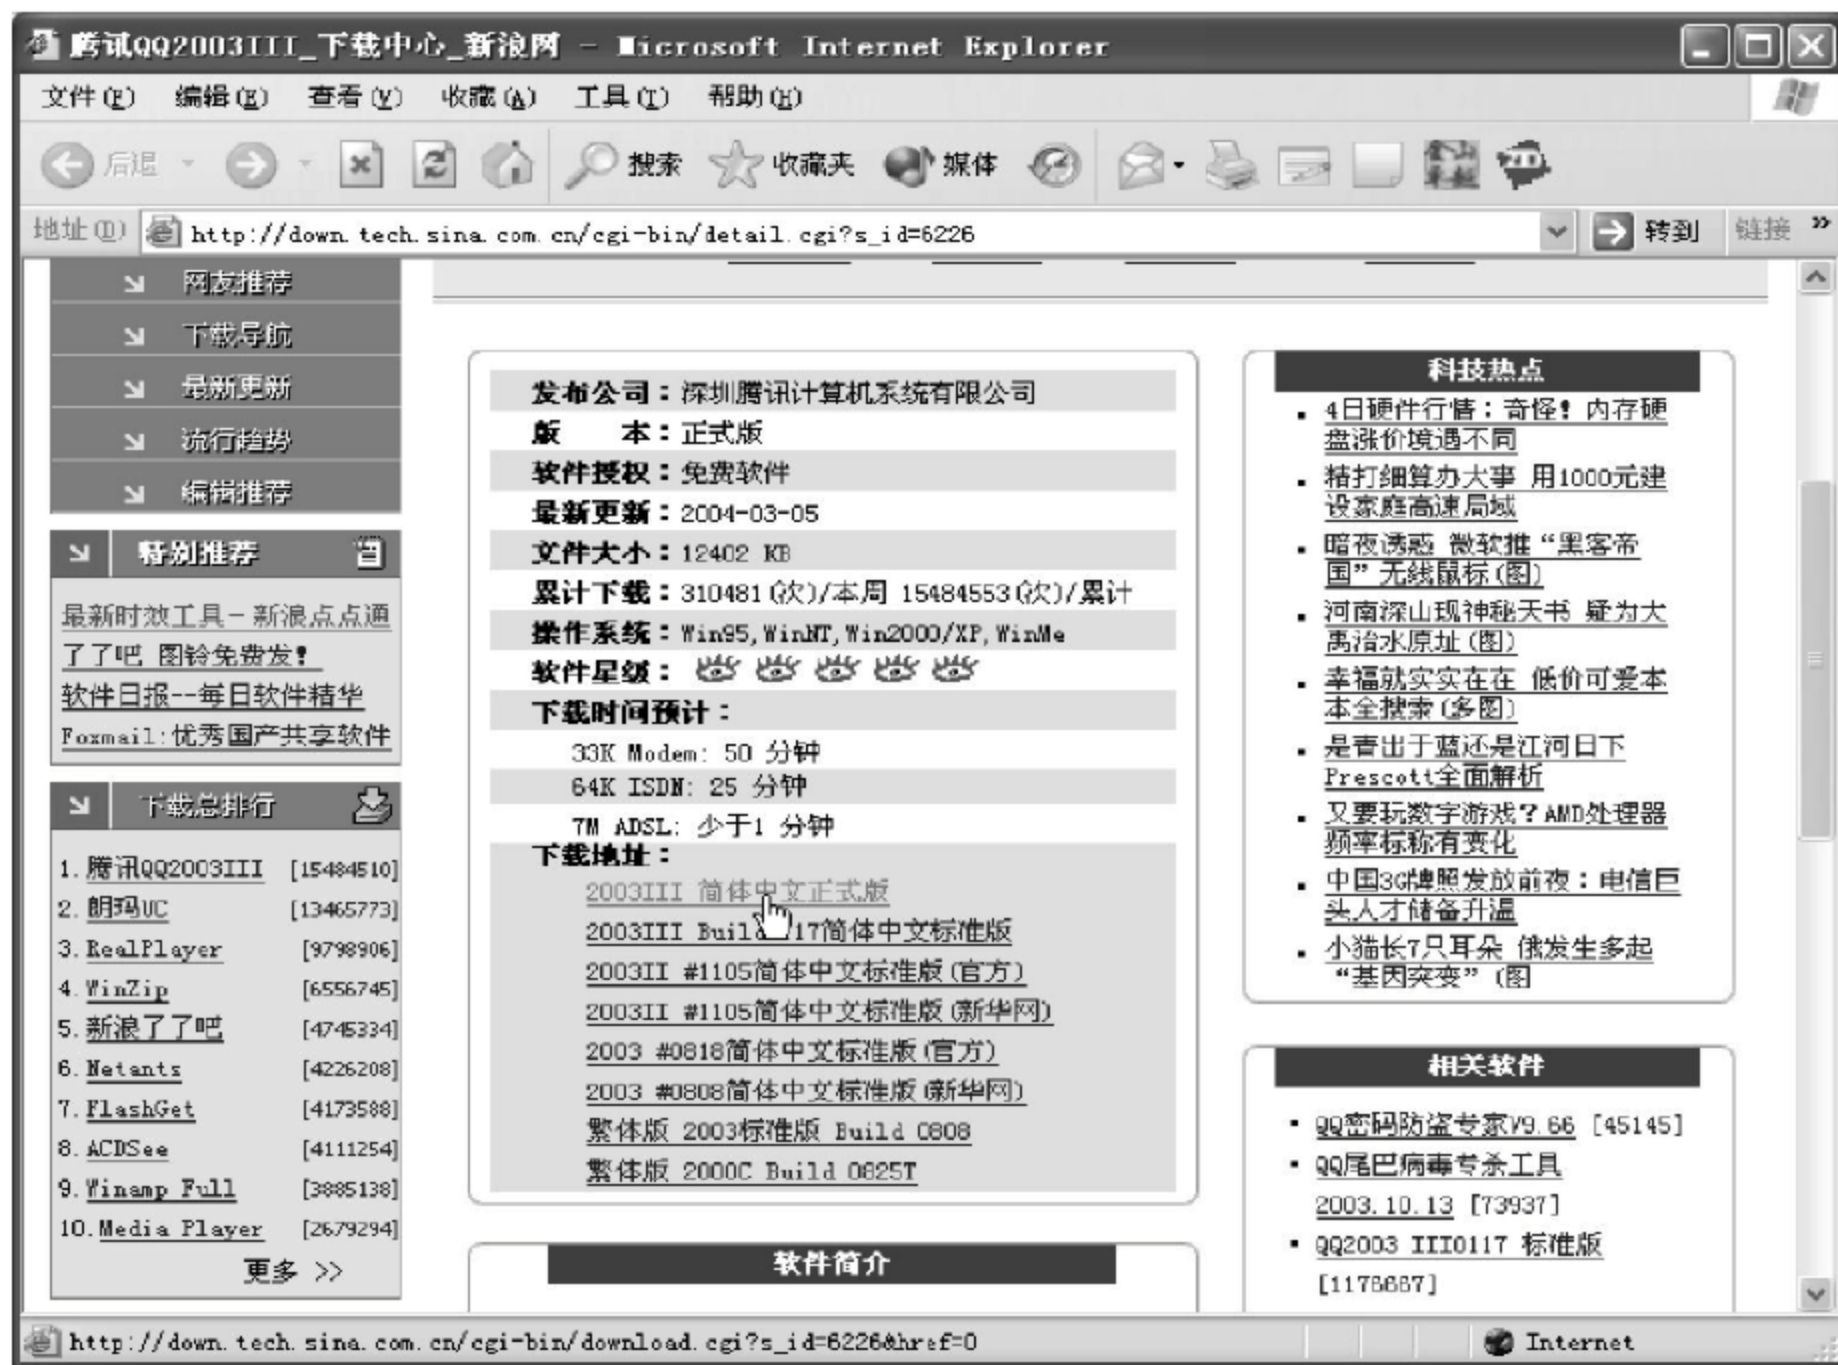 腾讯QQ2003III_下载中心_新浪网 - Microsoft Internet Explorer
文件(F) 编辑(E) 查看(V) 收藏(A) 工具(T) 帮助(H)
后退 搜索 收藏夹 媒体
地址(D) http://down.tech.sina.com.cn/cgi-bin/detail.cgi?s_id=6226 转到 链接 »
网友推荐
下载导航
最新更新
流行趋势
编辑推荐
特别推荐
最新时效工具-新浪点点通
了了吧 图铃免费发!
软件日报--每日软件精华
Foxmail:优秀国产共享软件
下载总排行
1. 腾讯QQ2003III [15484510]
2. 朗玛UC [13465773]
3. RealPlayer [9798906]
4. WinZip [6556745]
5. 新浪了了吧 [4745334]
6. Netants [4226208]
7. FlashGet [4173588]
8. ACDSee [4111254]
9. Winamp Full [3885138]
10. Media Player [2679294]
更多 >>
发布公司：深圳腾讯计算机系统有限公司
版 本：正式版
软件授权：免费软件
最新更新：2004-03-05
文件大小：12402 KB
累计下载：310481(次)/本周 15484553(次)/累计
操作系统：Win95,WinNT,Win2000/XP,WinMe
软件星级：
下载时间预计：
33K Modem: 50 分钟
64K ISDN: 25 分钟
7M ADSL: 少于1 分钟
下载地址：
2003III 简体中文正式版
2003III Build 17简体中文标准版
2003II #1105简体中文标准版(官方)
2003II #1105简体中文标准版(新华网)
2003 #0818简体中文标准版(官方)
2003 #0808简体中文标准版(新华网)
繁体版 2003标准版 Build 0808
繁体版 2000C Build 0825T
软件简介
科技热点
4日硬件行情：奇怪！内存硬
盘涨价境遇不同
精打细算办大事 用1000元建
设家庭高速局域
暗夜诱惑 微软推“黑客帝
国”无线鼠标(图)
河南深山现神秘天书 疑为大
禹治水原址(图)
幸福就实实在在 低价可爱本
本全搜索(多图)
是青出于蓝还是江河日下
Prescott全面解析
又要玩数字游戏？AMD处理器
频率标称有变化
中国3G牌照发放前夜：电信巨
头人才储备升温
小猫长7只耳朵 俄发生多起
“基因突变”(图
相关软件
QQ密码防盗专家V9.66 [45145]
QQ尾巴病毒专杀工具
2003.10.13 [73937]
QQ2003 III0117 标准版
http://down.tech.sina.com.cn/cgi-bin/download.cgi?s_id=6226&href=0 Internet